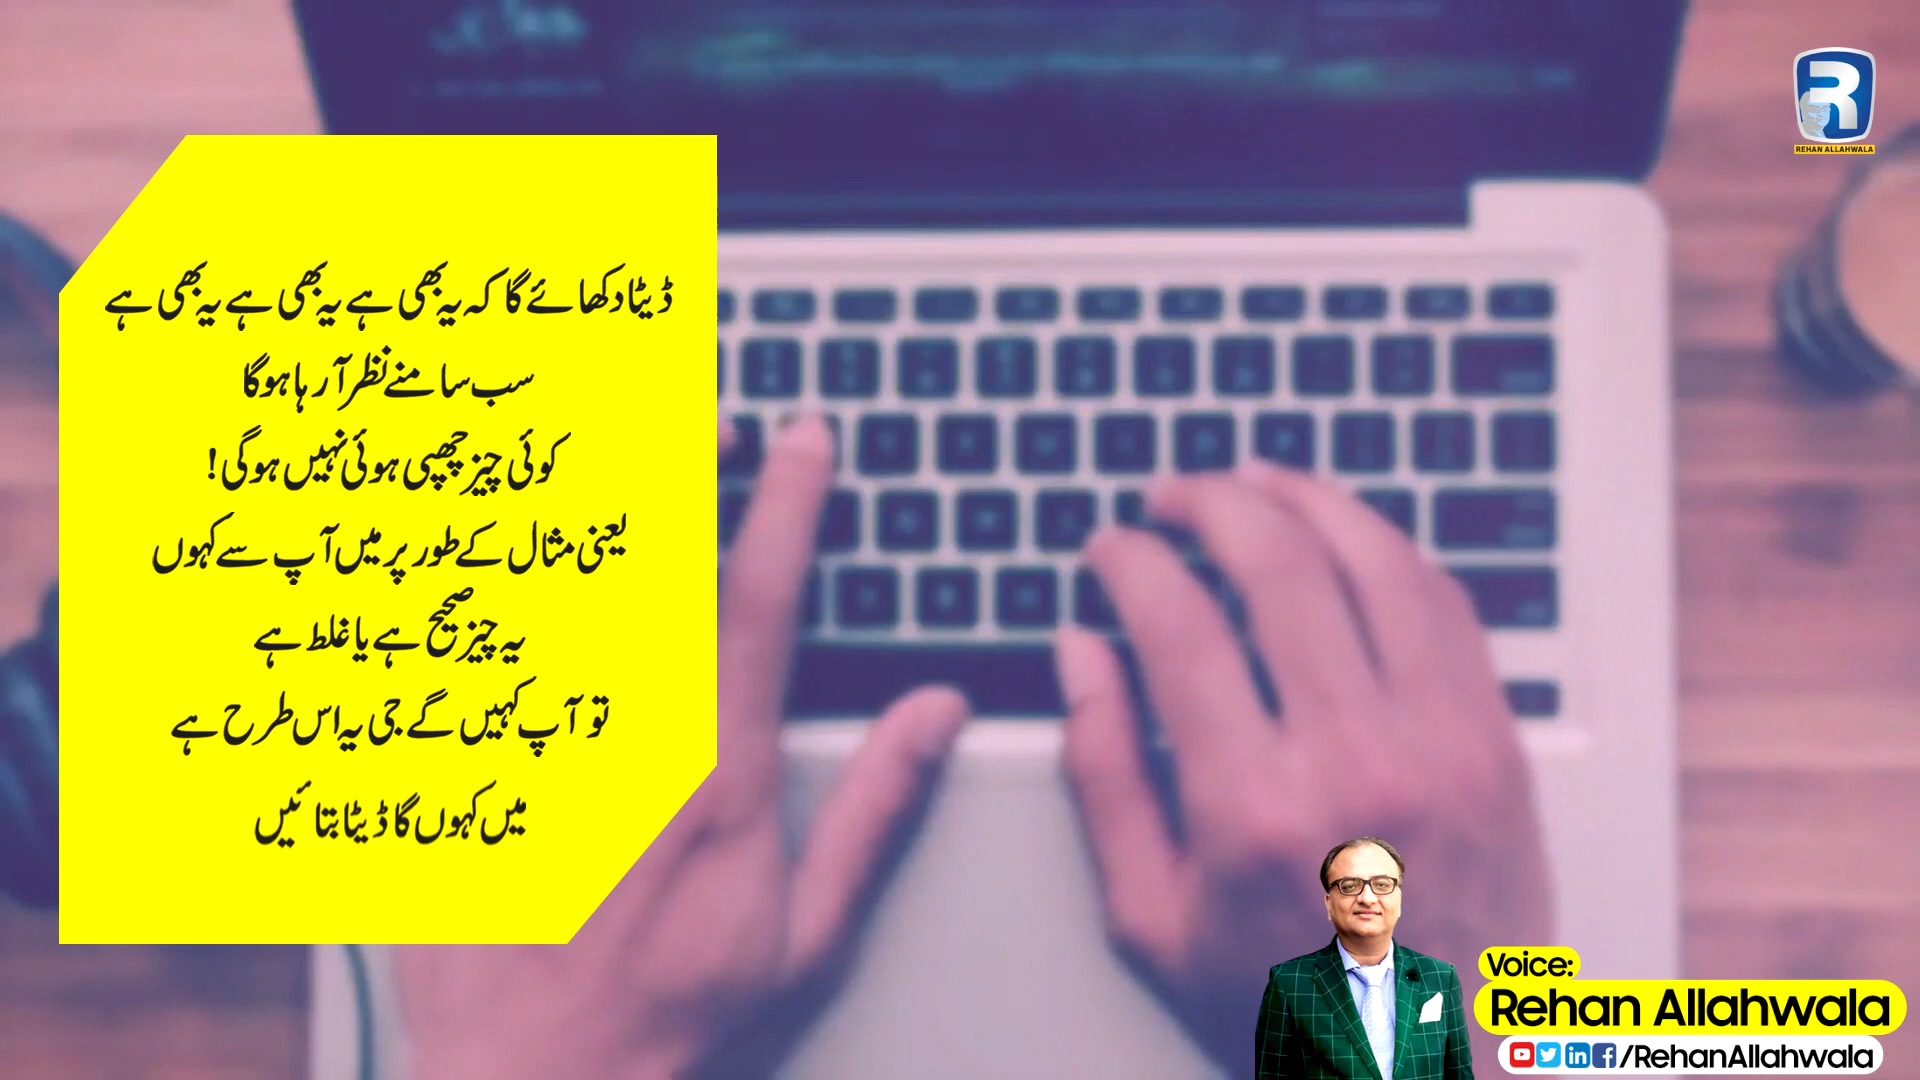 ڈیٹا دکھائے گا کہ یہ بھی ہے یہ بھی ہے یہ بھی ہے
سب سامنے نظر آ رہا ہوگا
کوئی چیز چھپی ہوئی نہیں ہوگی!
یعنی مثال کے طور پر میں آپ سے کہوں
یہ چیز صحیح ہے یا غلط ہے
تو آپ کہیں گے جی یہ اس طرح ہے
میں کہوں گا ڈیٹا بتائیں
R
REHAN ALLAHWALA
Voice:
Rehan Allahwala
/RehanAllahwala